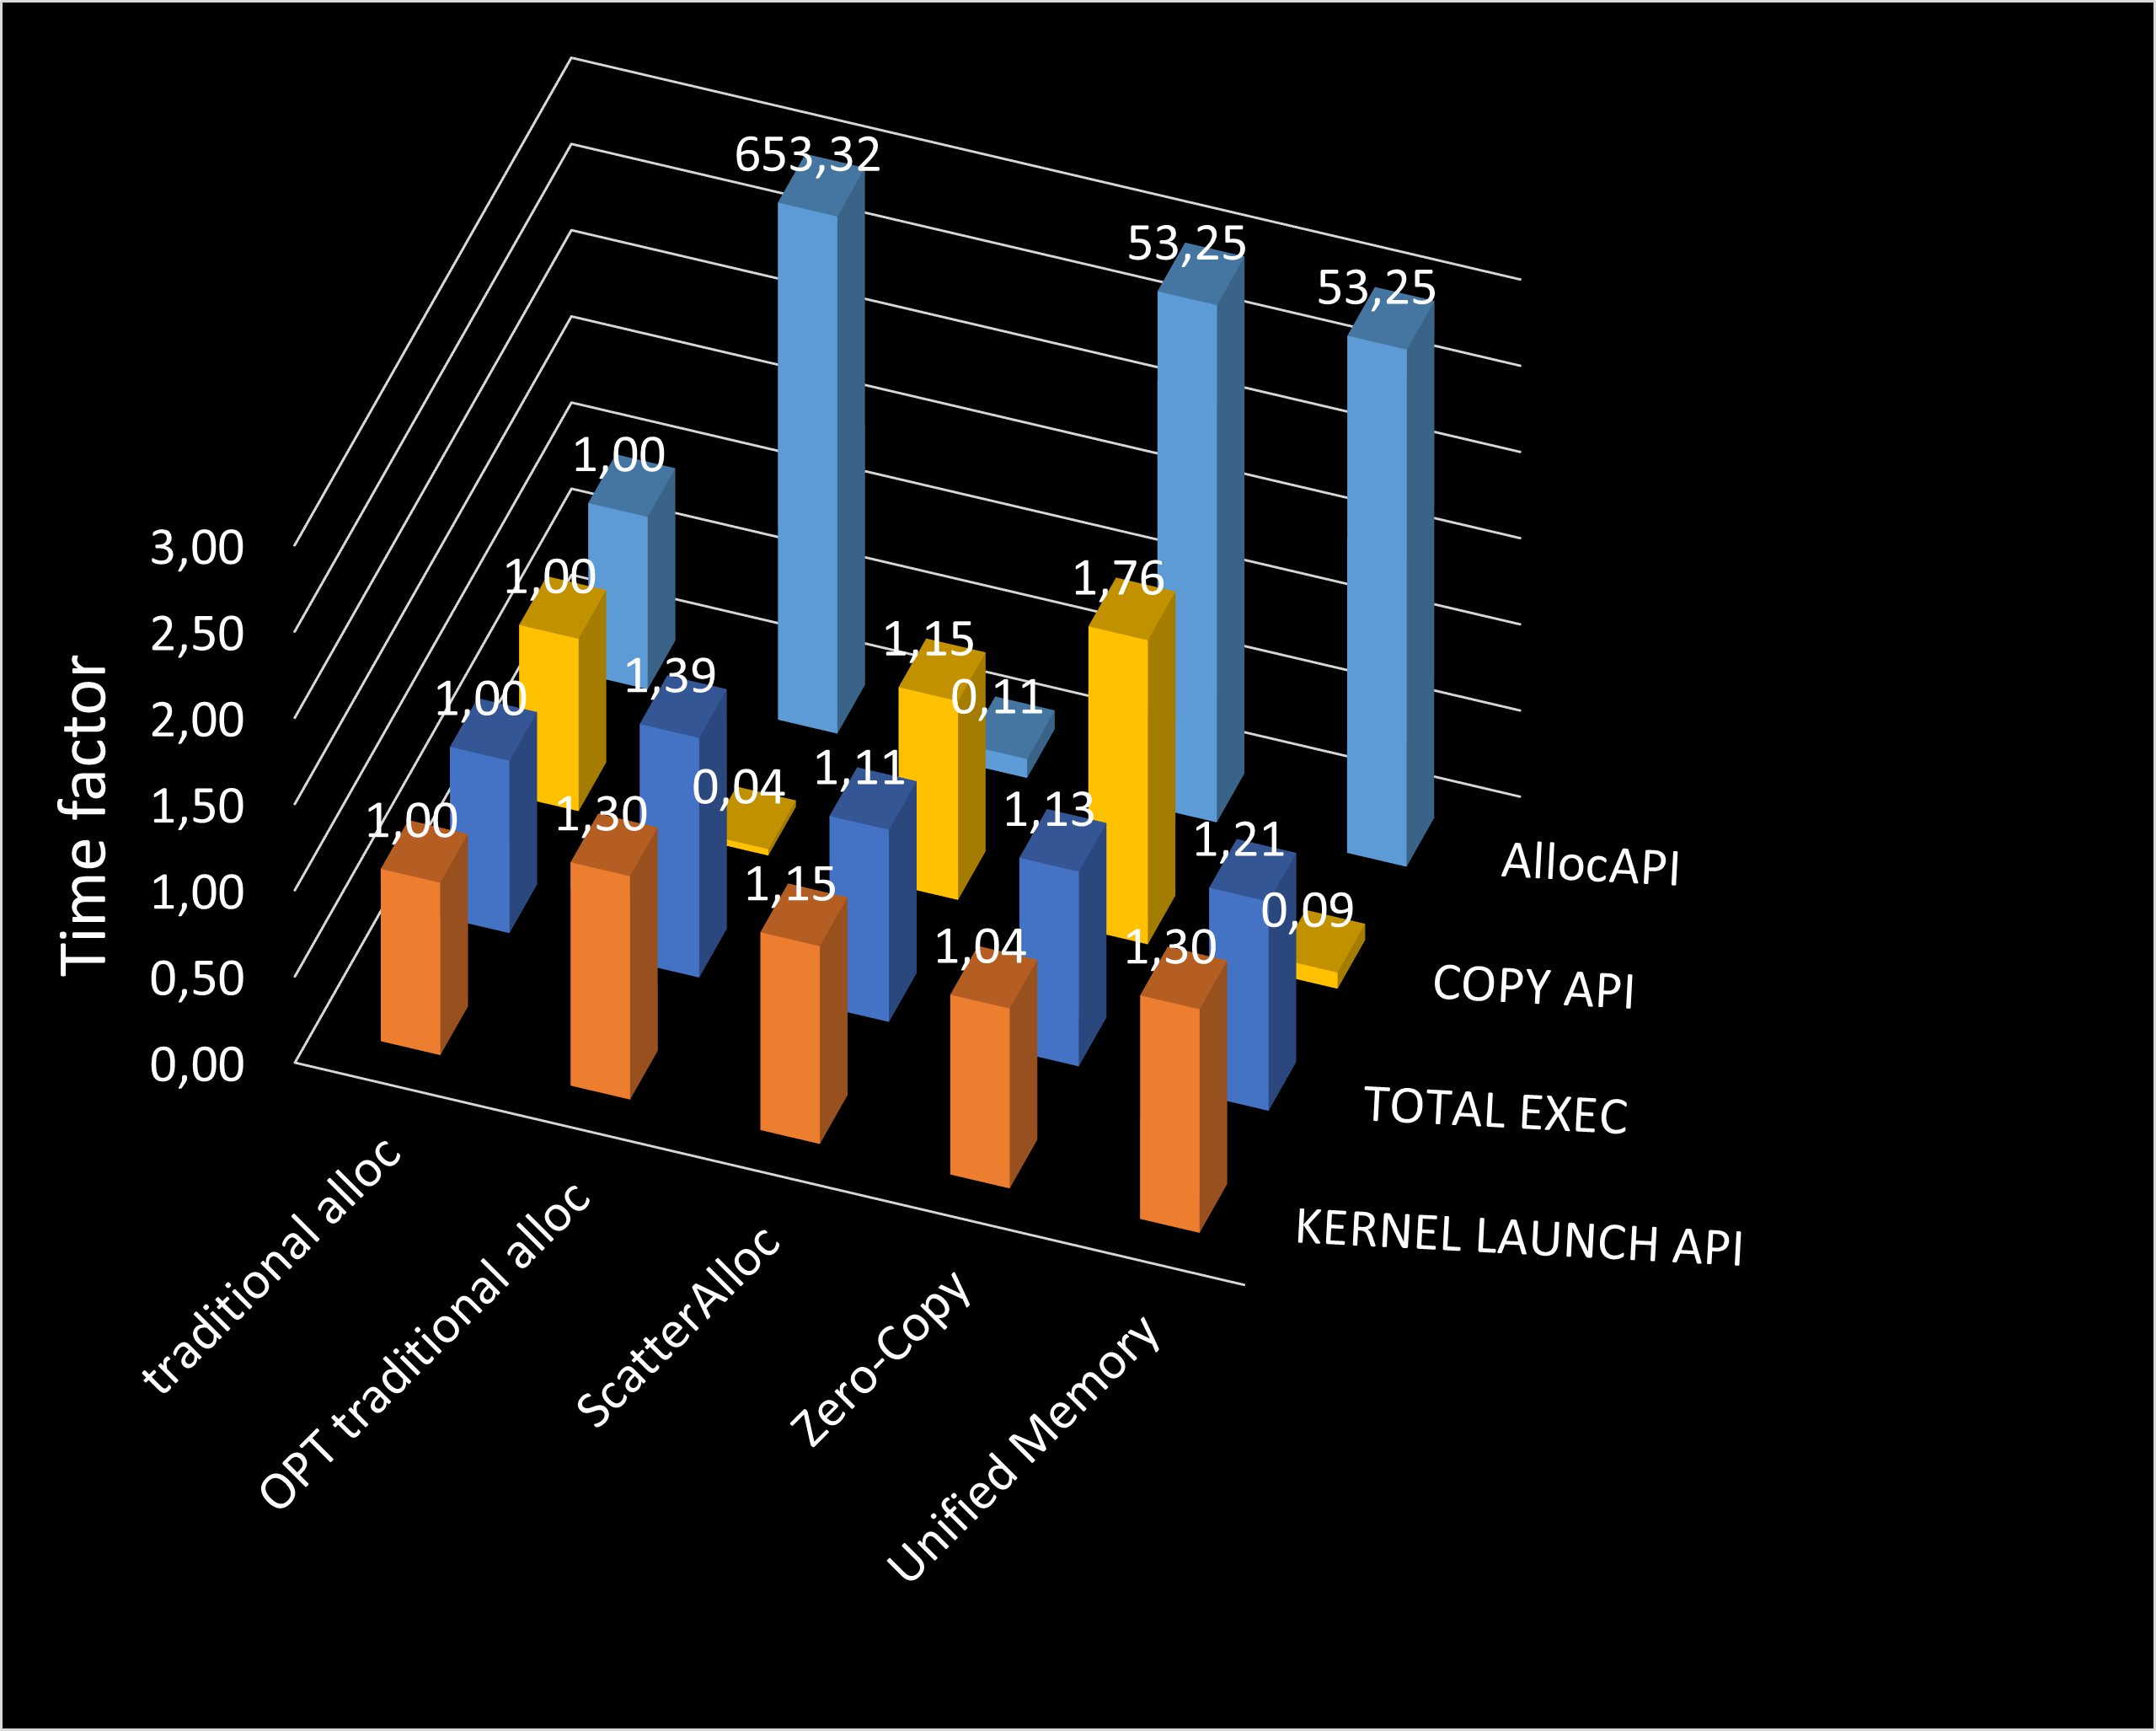 653,32
53,25
53,25
1,00
3,00
1,00
1,76
2,50
1,15
1,39
1,00
0,11
2,00
1,11
0,04
1,50
1,13
1,30
1,00
1,21
AllocAPI
1,15
1,00
0,09
1,04
1,30
Time factor
0,50
COPY API
0,00
TOTAL EXEC
KERNEL LAUNCH API
traditional alloc
OPT traditional alloc
ScatterAlloc
Zero-Copy
Unified Memory